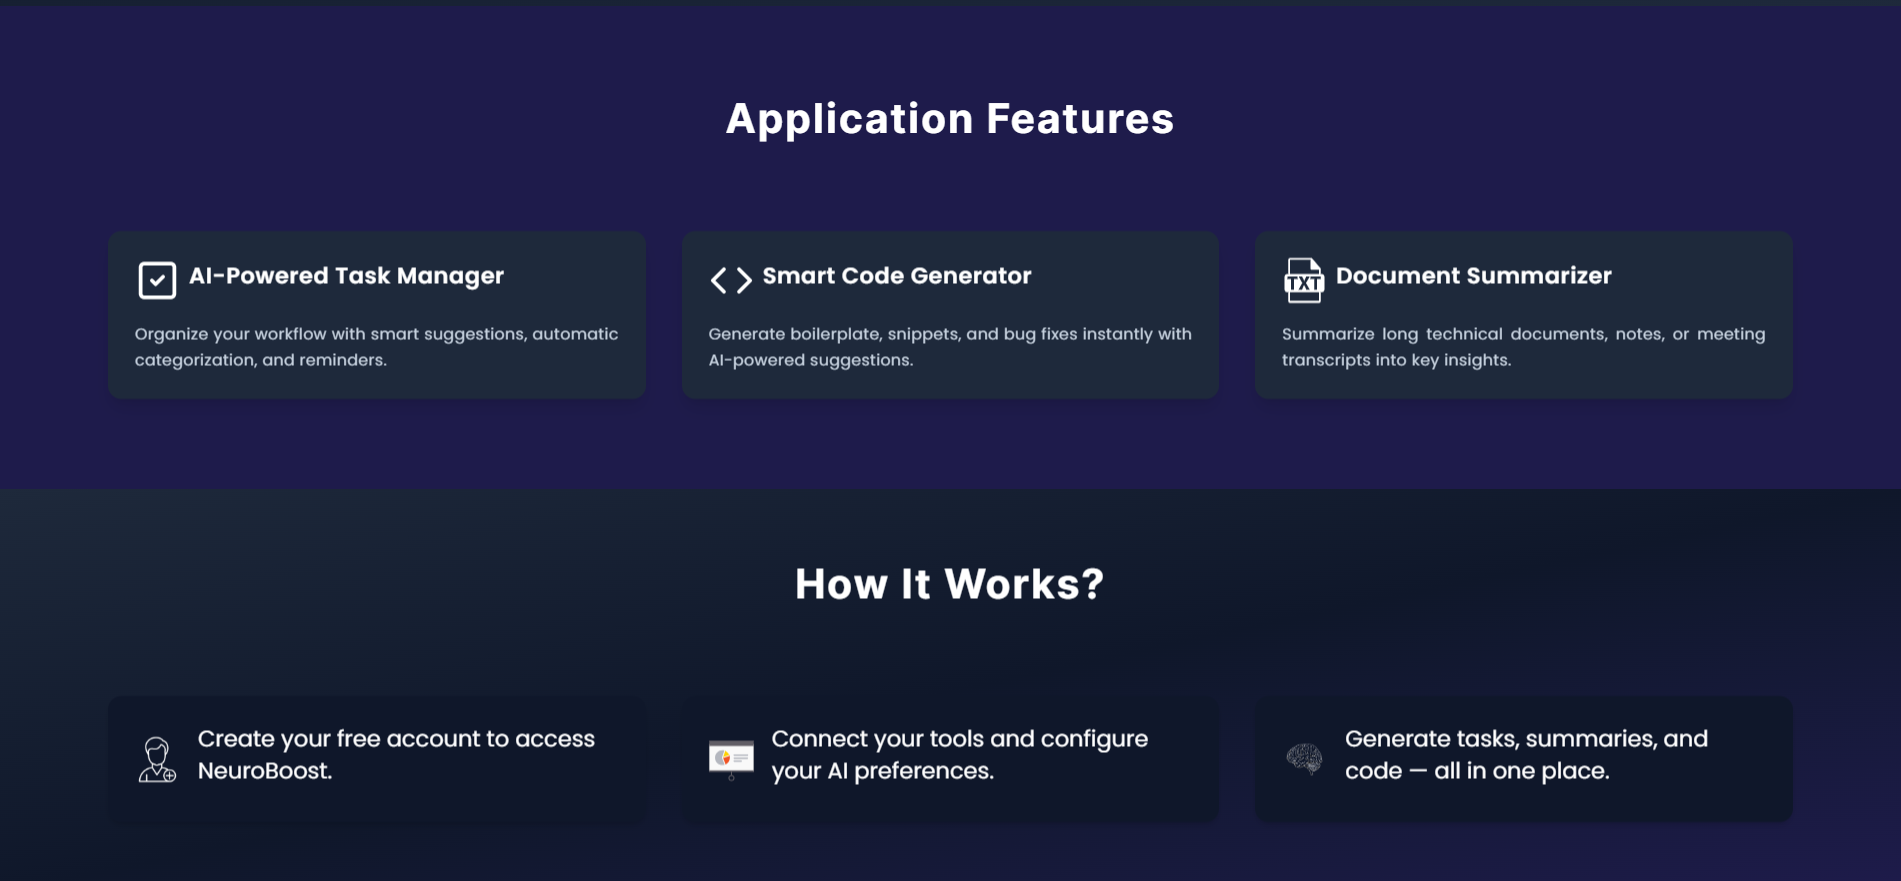 Application Features
AI-Powered Task Manager
Organize your workflow with smart suggestions, automatic
categorization, and reminders.
Smart Code Generator
Generate boilerplate, snippets, and bug fixes instantly with
AI-powered suggestions.
TXT
Document Summarizer
Summarize long technical documents, notes, or meeting
transcripts into key insights.
How It Works?
Create your free account to access
NeuroBoost.
Connect your tools and configure
your AI preferences.
Generate tasks, summaries, and
code — all in one place.